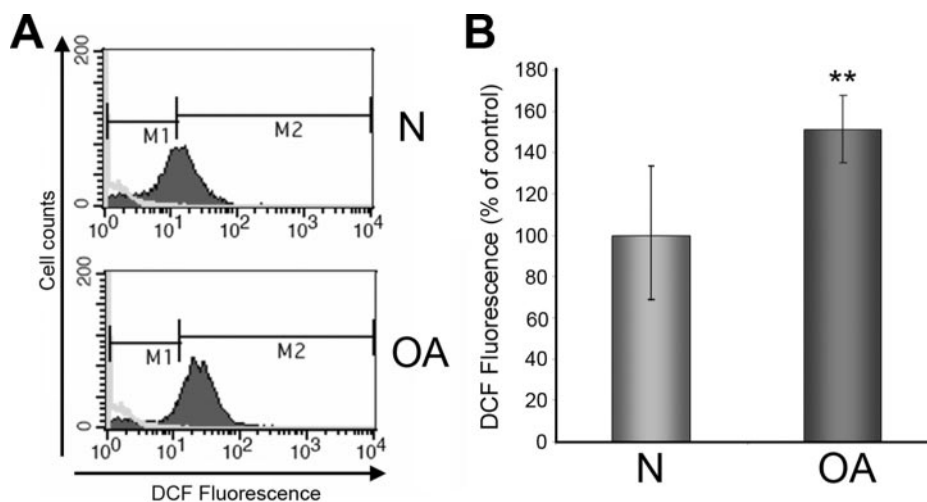 A
200
M1
M2
0
10^0 10^1 10^2 10^3 10^4
N
200
M1
M2
0
10^0 10^1 10^2 10^3 10^4
OA
Cell counts
DCF Fluorescence
B
DCF Fluorescence (% of control)
180
160
140
120
100
80
60
40
20
0
**
N OA